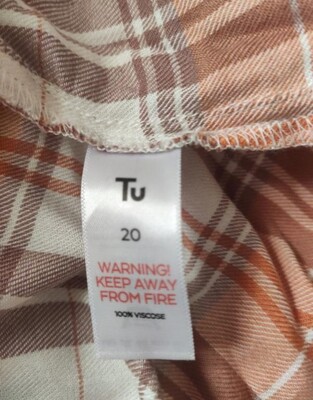 Tu
20
WARNING!
KEEP AWAY
FROM FIRE
100% VISCOSE